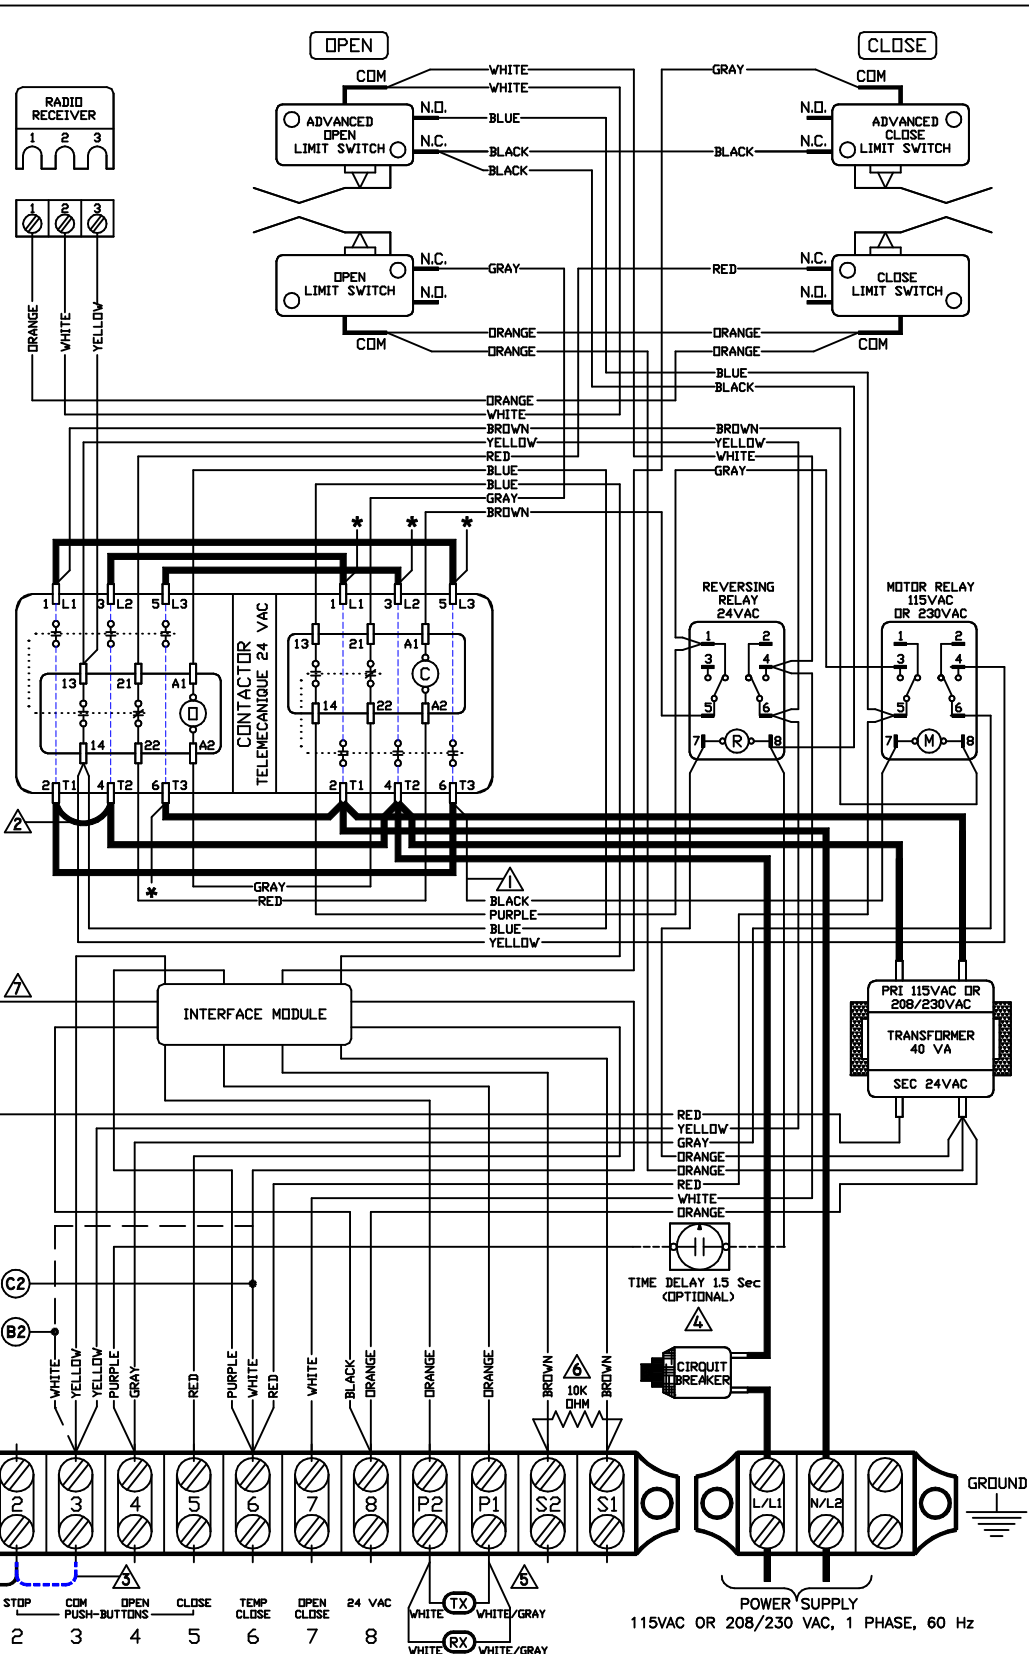 OPEN
CLOSE
COM
WHITE
WHITE
GRAY
COM
RADIO
RECEIVER
1 2 3
N.O.
ADVANCED
OPEN
LIMIT SWITCH
BLUE
N.C.
BLACK
BLACK
BLACK
N.O.
N.C.
ADVANCED
CLOSE
LIMIT SWITCH
1 2 3
N.C.
OPEN
LIMIT SWITCH
GRAY
N.O.
RED
N.C.
CLOSE
LIMIT SWITCH
N.O.
ORANGE
WHITE
YELLOW
COM
ORANGE
ORANGE
ORANGE
ORANGE
COM
BLUE
BLACK
ORANGE
WHITE
BROWN
YELLOW
RED
BLUE
BLUE
GRAY
BROWN
BROWN
YELLOW
WHITE
GRAY
* * *
1 L1 3 L2 5 L3
1 L1 3 L2 5 L3
CONTACTOR
TELEMECANIQUE 24 VAC
13 21 A1
O
14 22 A2
13 21 A1
C
14 22 A2
2 T1 4 T2 6 T3
2 T1 4 T2 6 T3
REVERSING
RELAY
24VAC
1 2
3 4
5 6
7 R 8
MOTOR RELAY
115VAC
OR 230VAC
1 2
3 4
5 6
7 M 8
2
*
GRAY
RED
1
BLACK
PURPLE
BLUE
YELLOW
7
INTERFACE MODULE
PRI 115VAC OR
208/230VAC
TRANSFORMER
40 VA
SEC 24VAC
RED
YELLOW
GRAY
ORANGE
ORANGE
RED
WHITE
ORANGE
C2
B2
TIME DELAY 1.5 Sec
(OPTIONAL)
4
CIRCUIT
BREAKER
WHITE
YELLOW
YELLOW
PURPLE
GRAY
RED
PURPLE
WHITE
RED
WHITE
BLACK
ORANGE
ORANGE
ORANGE
BROWN
6
10K
OHM
BROWN
2 3 4 5 6 7 8 P2 P1 S2 S1
L/L1 N/L2
GROUND
3
5
STOP COM OPEN CLOSE
PUSH-BUTTONS
TEMP
CLOSE
OPEN
CLOSE
24 VAC
WHITE TX WHITE/GRAY
WHITE RX WHITE/GRAY
2 3 4 5 6 7 8
POWER SUPPLY
115VAC OR 208/230 VAC, 1 PHASE, 60 Hz